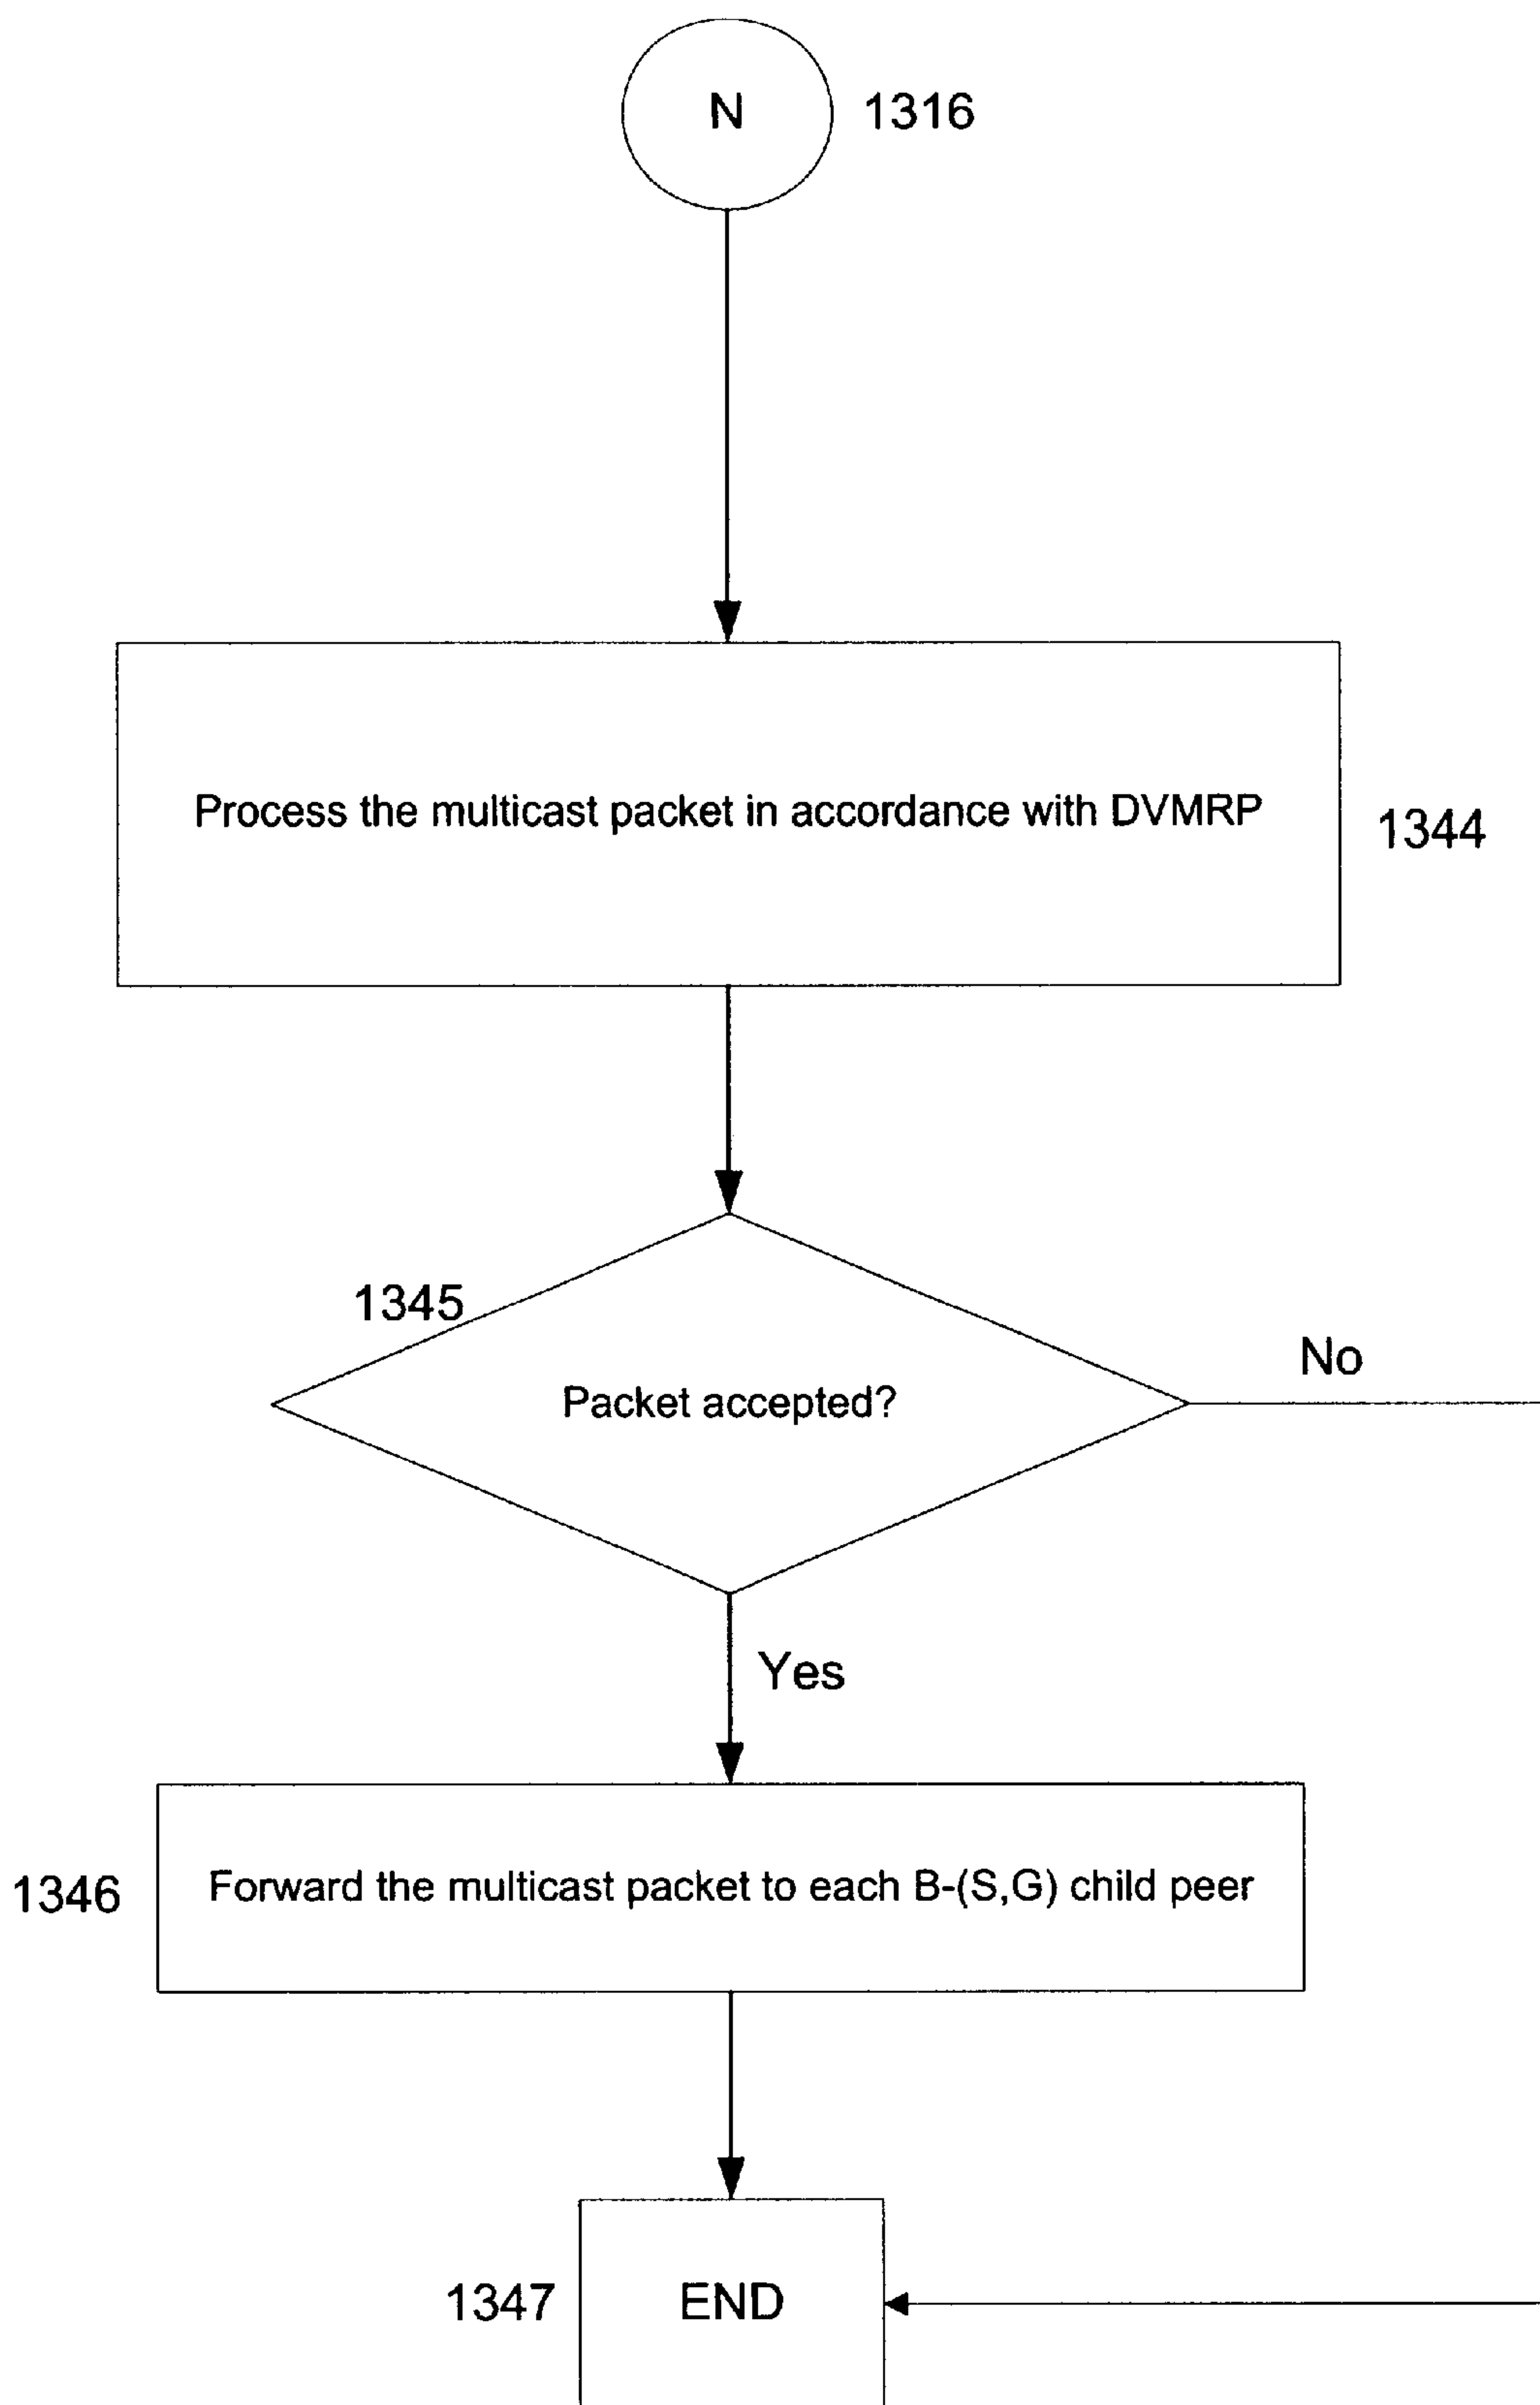 N
1316
Process the multicast packet in accordance with DVMRP
1344
1345
Packet accepted?
No
Yes
1346
Forward the multicast packet to each B-(S,G) child peer
1347
END